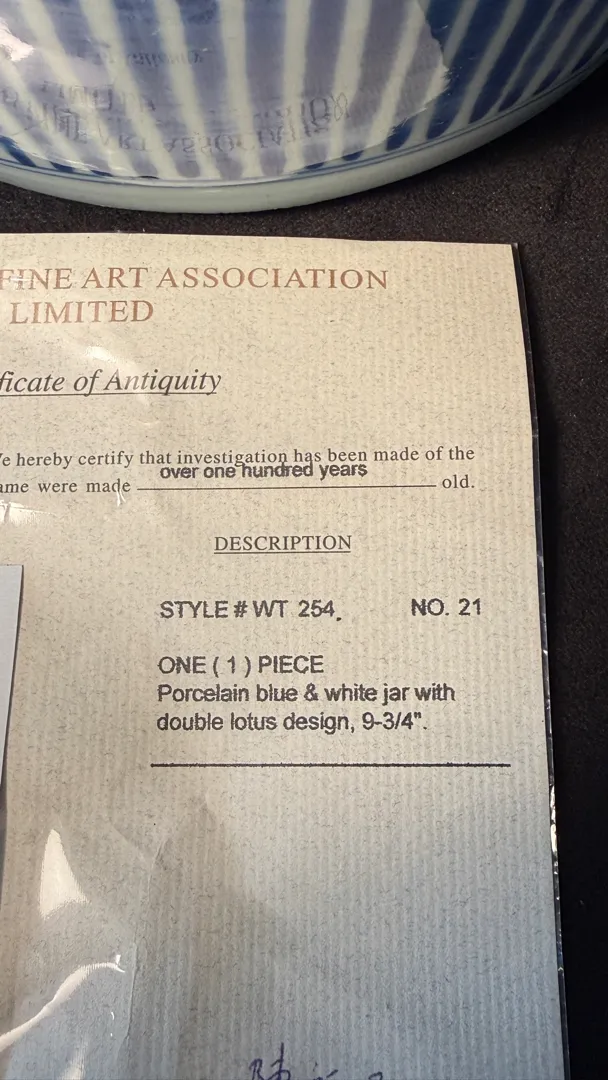 FINE ART ASSOCIATION
LIMITED
ficate of Antiquity
e hereby certify that investigation has been made of the
over one hundred years
ame were made old.
DESCRIPTION
STYLE # WT 254. NO. 21
ONE ( 1 ) PIECE
Porcelain blue & white jar with
double lotus design, 9-3/4".